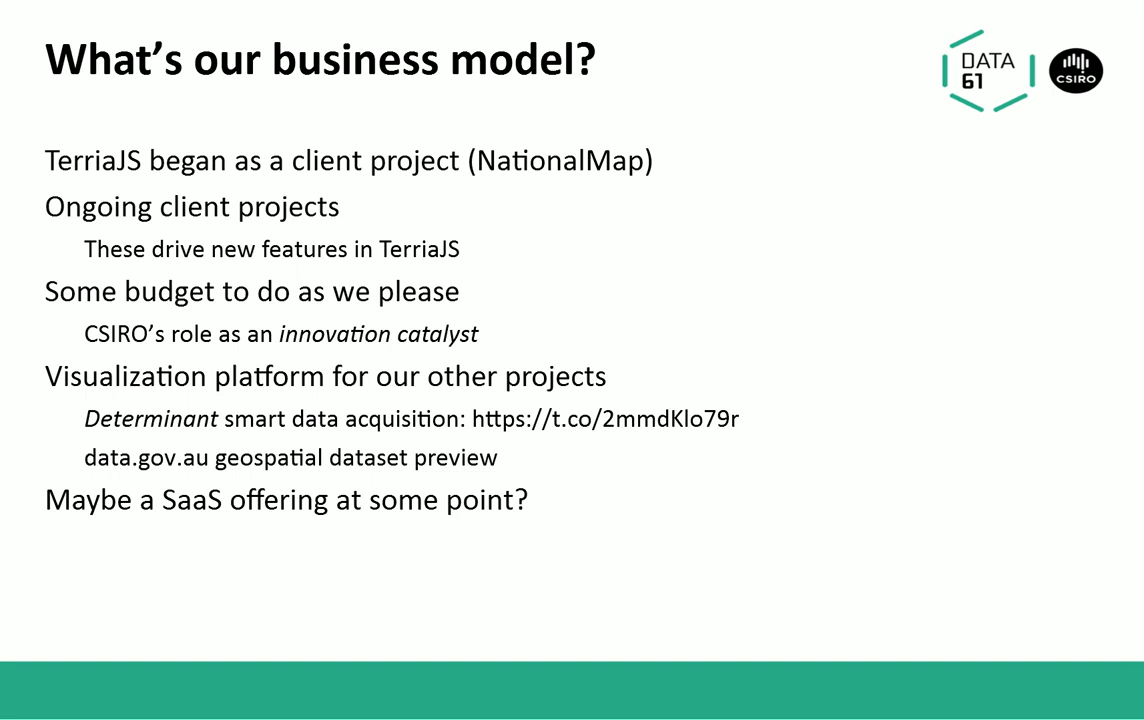 What's our business model?
DATA
61
CSIRO
TerriaJS began as a client project (NationalMap)
Ongoing client projects
These drive new features in TerriaJS
Some budget to do as we please
CSIRO's role as an innovation catalyst
Visualization platform for our other projects
Determinant smart data acquisition: https://t.co/2mmdKlo79r
data.gov.au geospatial dataset preview
Maybe a SaaS offering at some point?